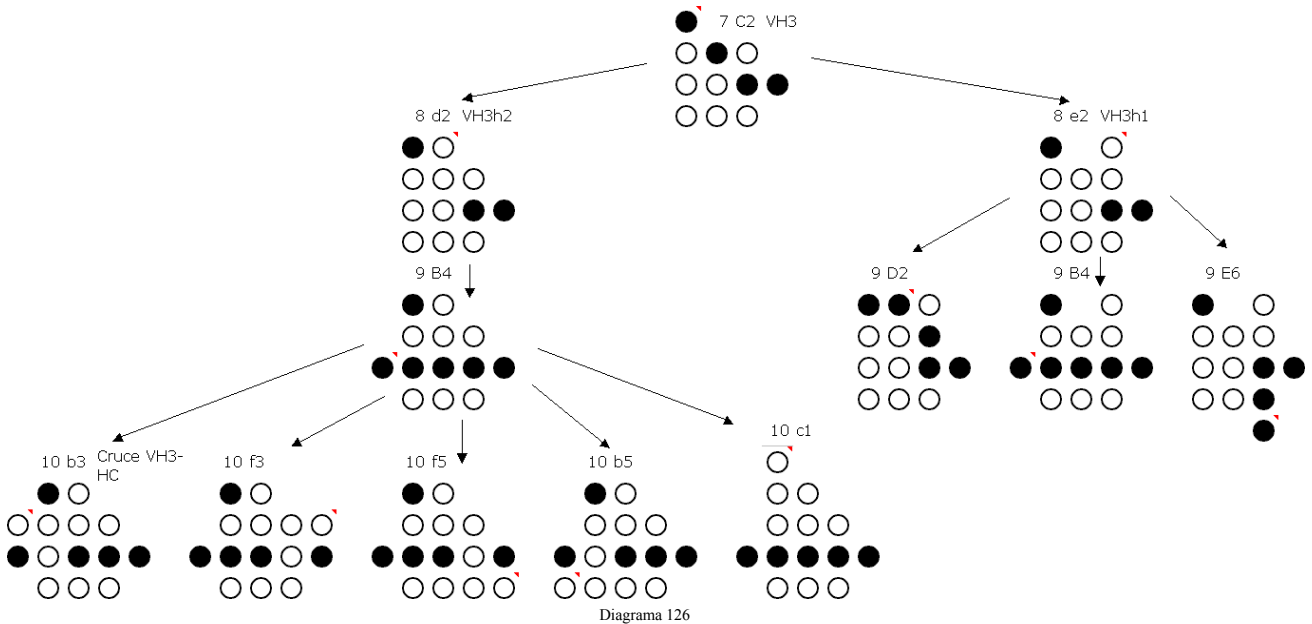 7 C2 VH3
8 d2 VH3h2
8 e2 VH3h1
9 B4
9 D2
9 B4
9 E6
10 b3 Cruce VH3-
HC
10 f3
10 f5
10 b5
10 c1
Diagrama 126